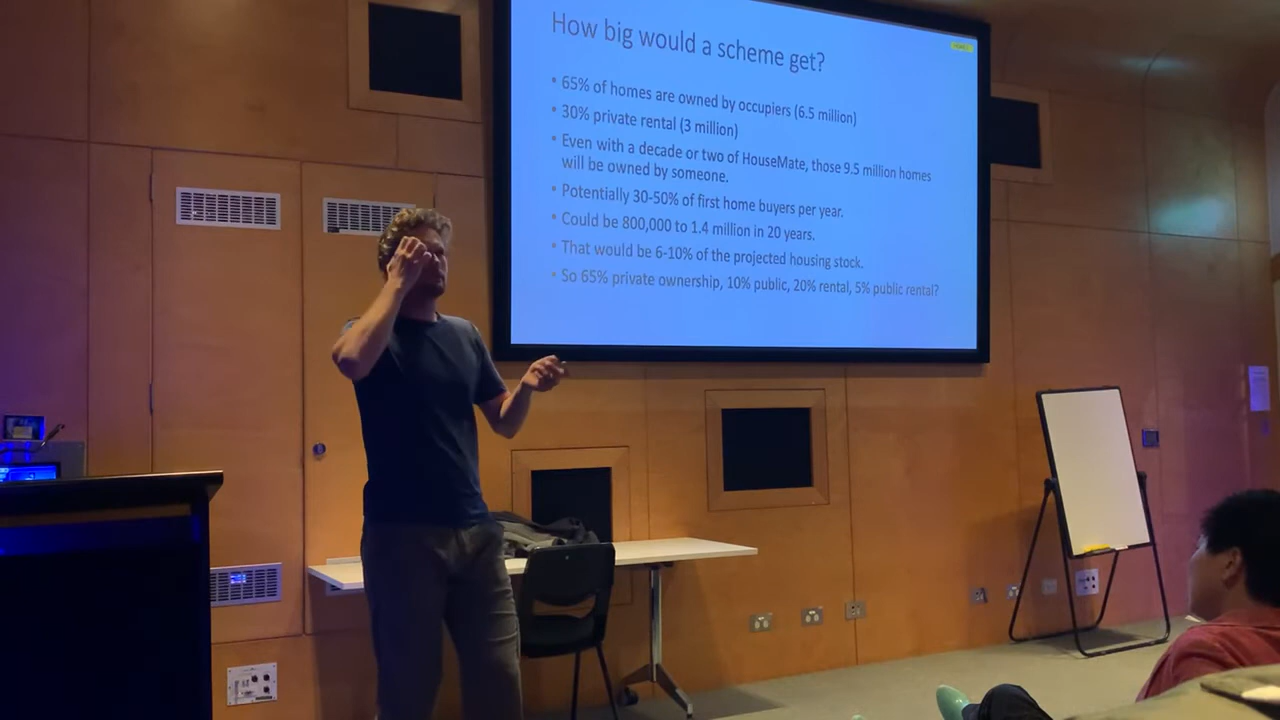 How big would a scheme get?
• 65% of homes are owned by occupiers (6.5 million)
• 30% private rental (3 million)
• Even with a decade or two of HouseMate, those 9.5 million homes
will be owned by someone.
• Potentially 30-50% of first home buyers per year.
• Could be 800,000 to 1.4 million in 20 years.
• That would be 6-10% of the projected housing stock.
• So 65% private ownership, 10% public, 20% rental, 5% public rental?